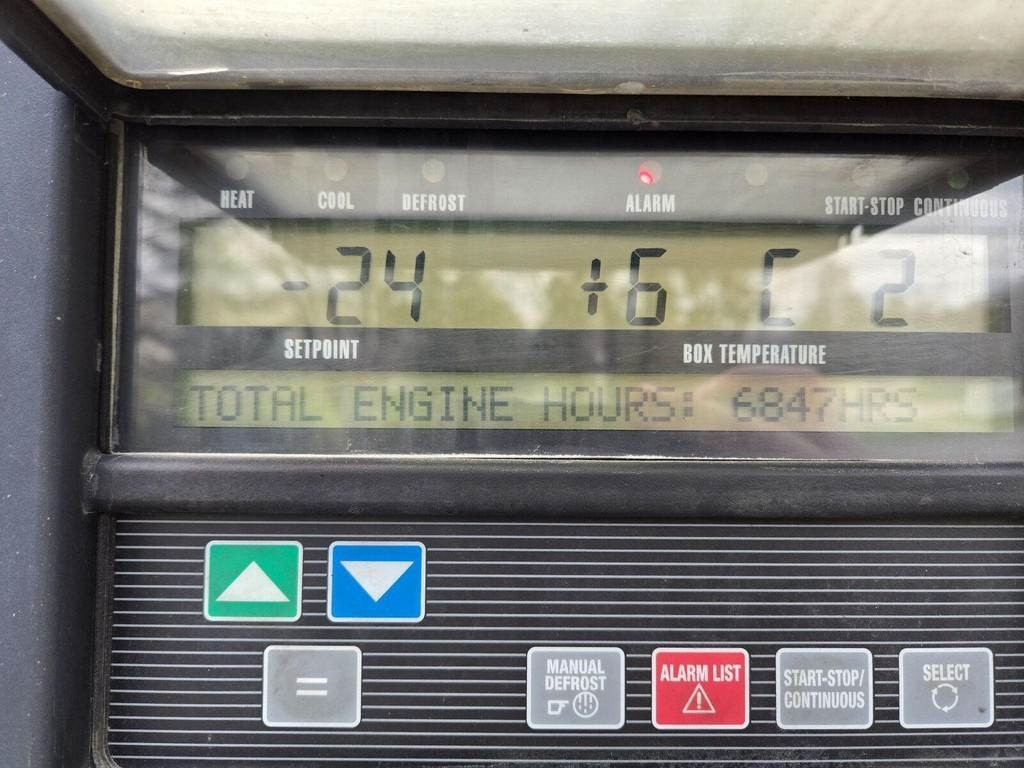 HEAT COOL DEFROST ALARM START-STOP CONTINUOUS
-24 +6 C 2
SETPOINT BOX TEMPERATURE
TOTAL ENGINE HOURS: 6847HRS
=
MANUAL DEFROST
ALARM LIST
START-STOP/
CONTINUOUS
SELECT